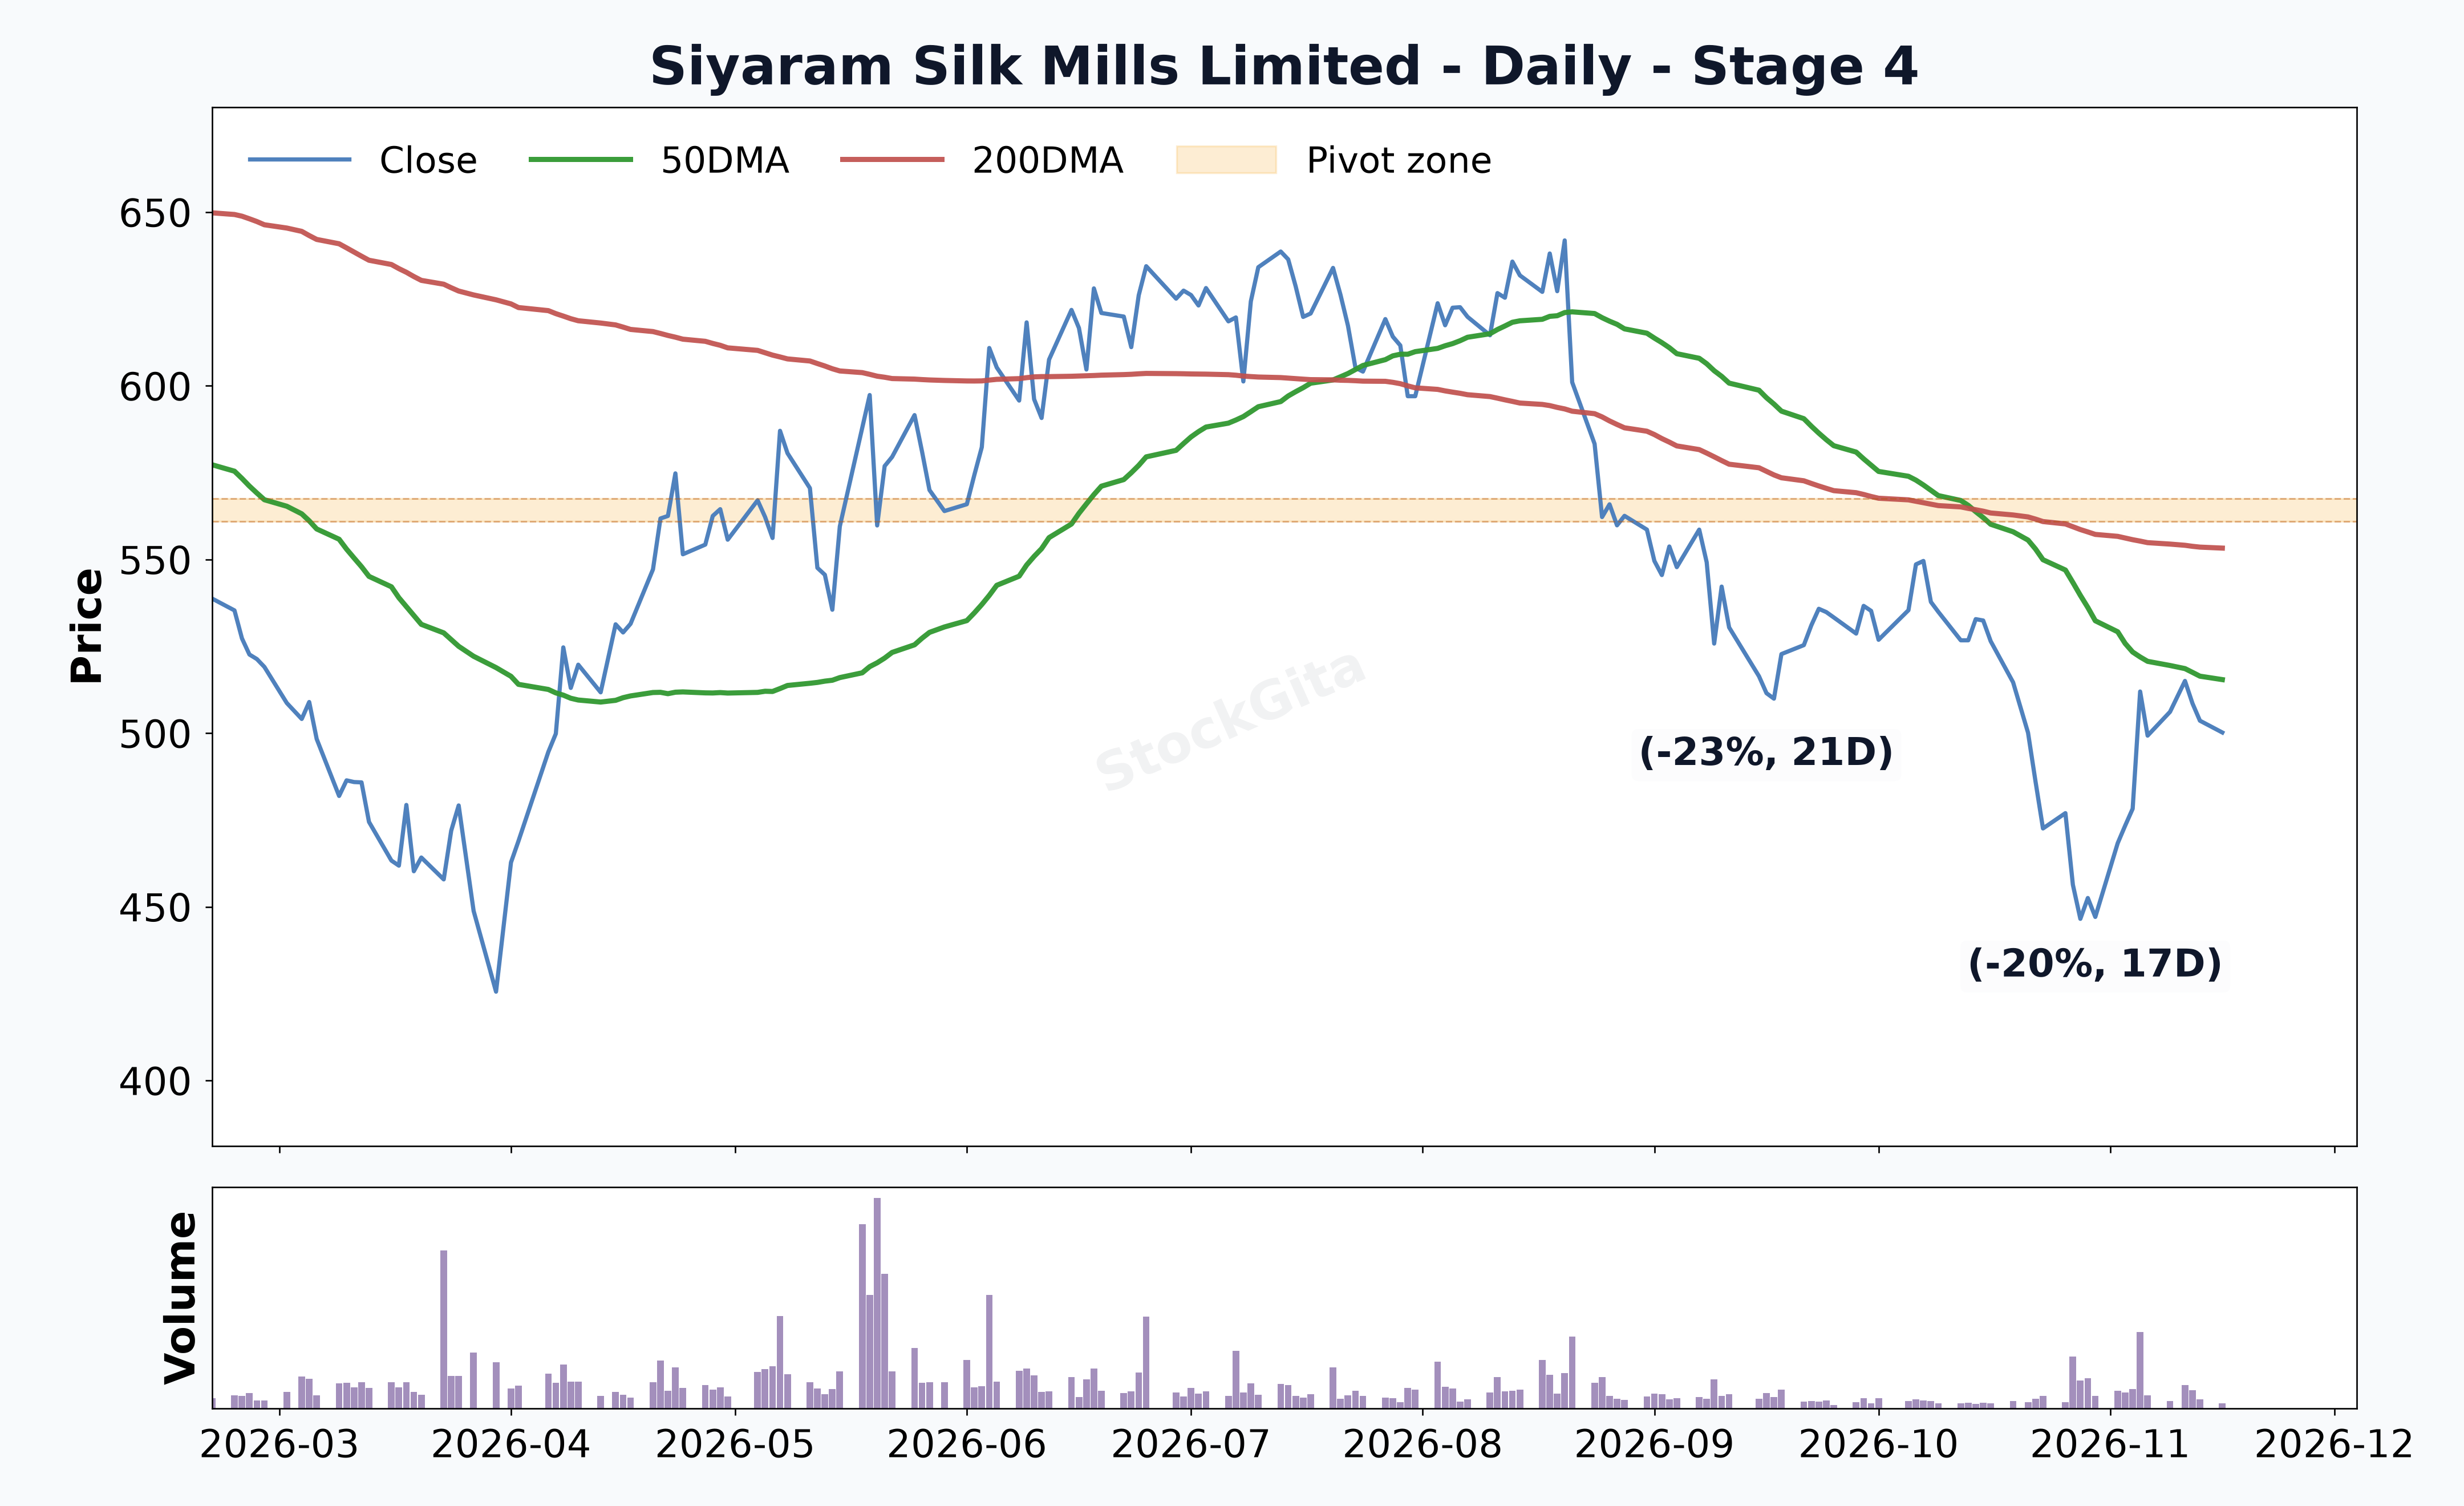 Siyaram Silk Mills Limited - Daily - Stage 4
Close 50DMA 200DMA Pivot zone
650
600
550
500
450
400
Price
StockGita
(-23%, 21D)
(-20%, 17D)
Volume
2026-03 2026-04 2026-05 2026-06 2026-07 2026-08 2026-09 2026-10 2026-11 2026-12